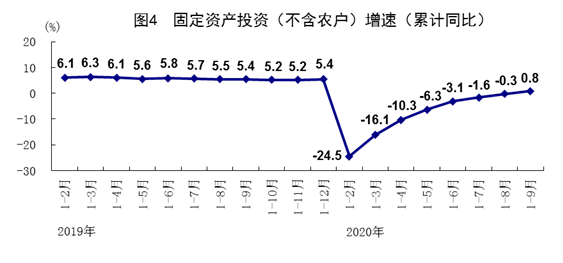 图4 固定资产投资（不含农户）增速（累计同比）
(%)
20
10
0
-10
-20
-30
6.1 6.3 6.1 5.6 5.8 5.7 5.5 5.4 5.2 5.2 5.4
-24.5 -16.1 -10.3 -6.3 -3.1 -1.6 -0.3 0.8
1-2月 1-3月 1-4月 1-5月 1-6月 1-7月 1-8月 1-9月 1-10月 1-11月 1-12月 1-2月 1-3月 1-4月 1-5月 1-6月 1-7月 1-8月 1-9月
2019年 2020年